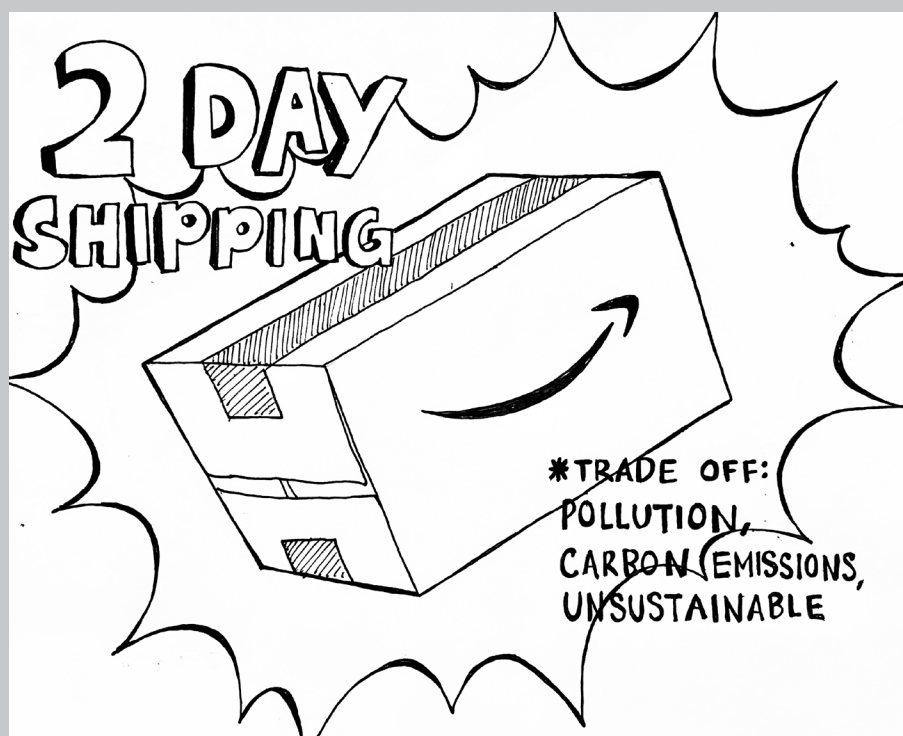 2 DAY
SHIPPING
*TRADE OFF:
POLLUTION,
CARBON EMISSIONS,
UNSUSTAINABLE